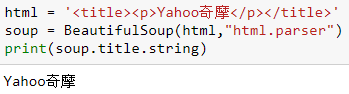 html = '<title><p>Yahoo奇摩</p></title>'
soup = BeautifulSoup(html,"html.parser")
print(soup.title.string)
Yahoo奇摩